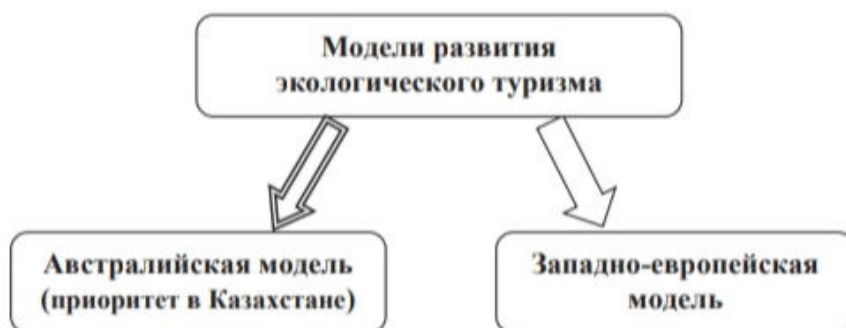 Модели развития
экологического туризма
Австралийская модель
(приоритет в Казахстане)
Западно-европейская
модель